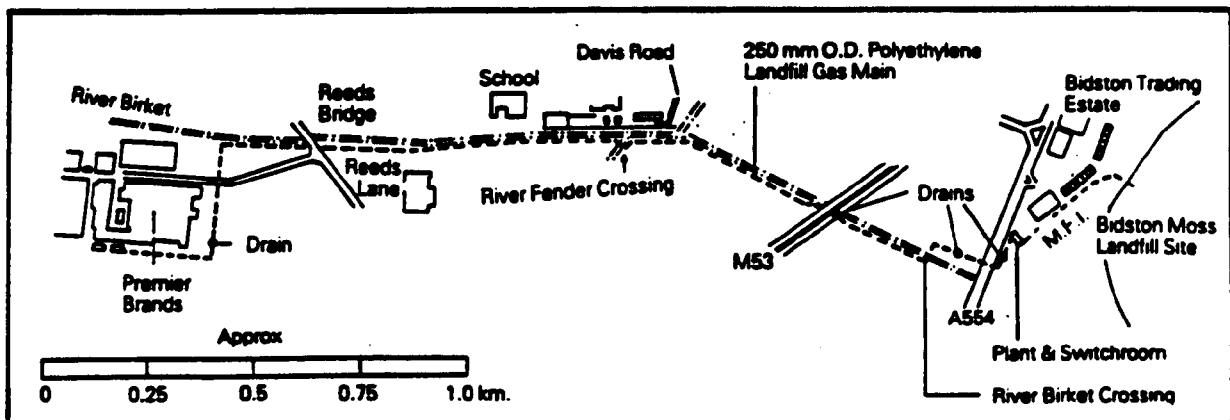 River Birket
Reeds
Bridge
School
Davis Road
250 mm O.D. Polyethylene
Landfill Gas Main
Bidston Trading
Estate
Reeds
Lane
River Fender Crossing
Drains
M.F.I.
Bidston Moss
Landfill Site
Drain
M53
Premier
Brands
A554
Plant & Switchroom
River Birket Crossing
Approx
0 0.25 0.5 0.75 1.0 km.